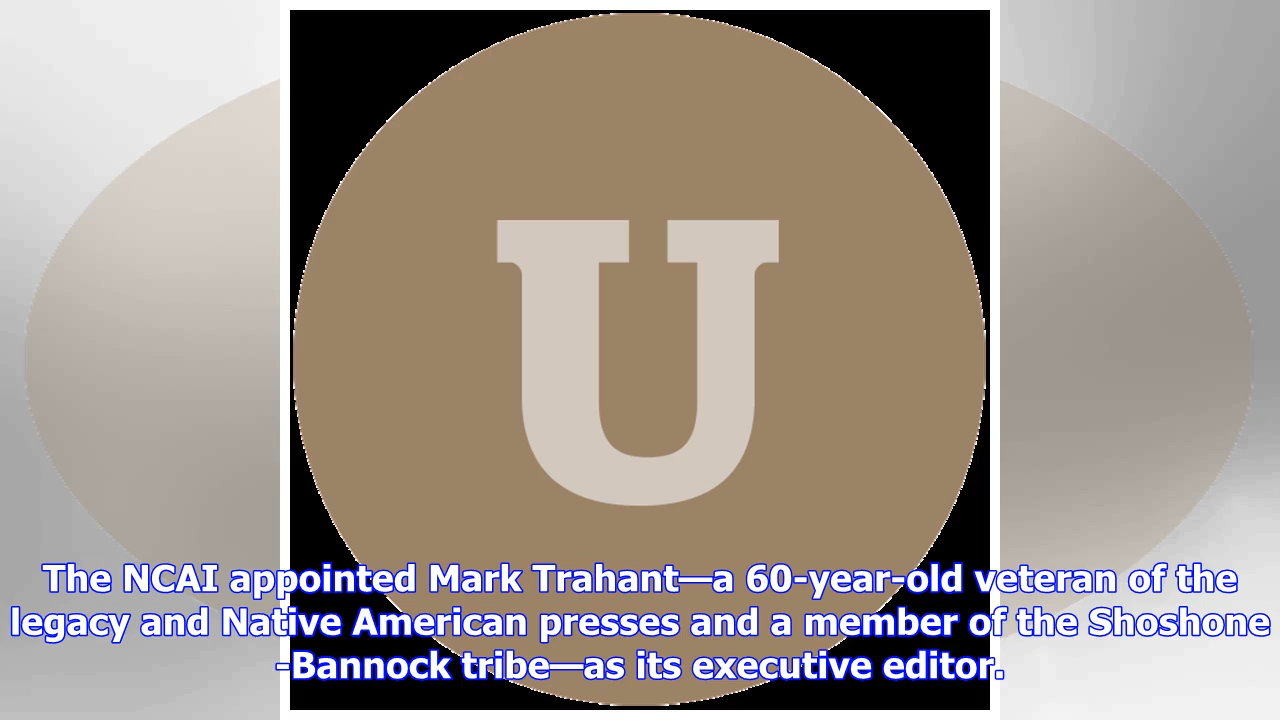 U
The NCAI appointed Mark Trahant—a 60-year-old veteran of the
legacy and Native American presses and a member of the Shoshone
-Bannock tribe—as its executive editor.